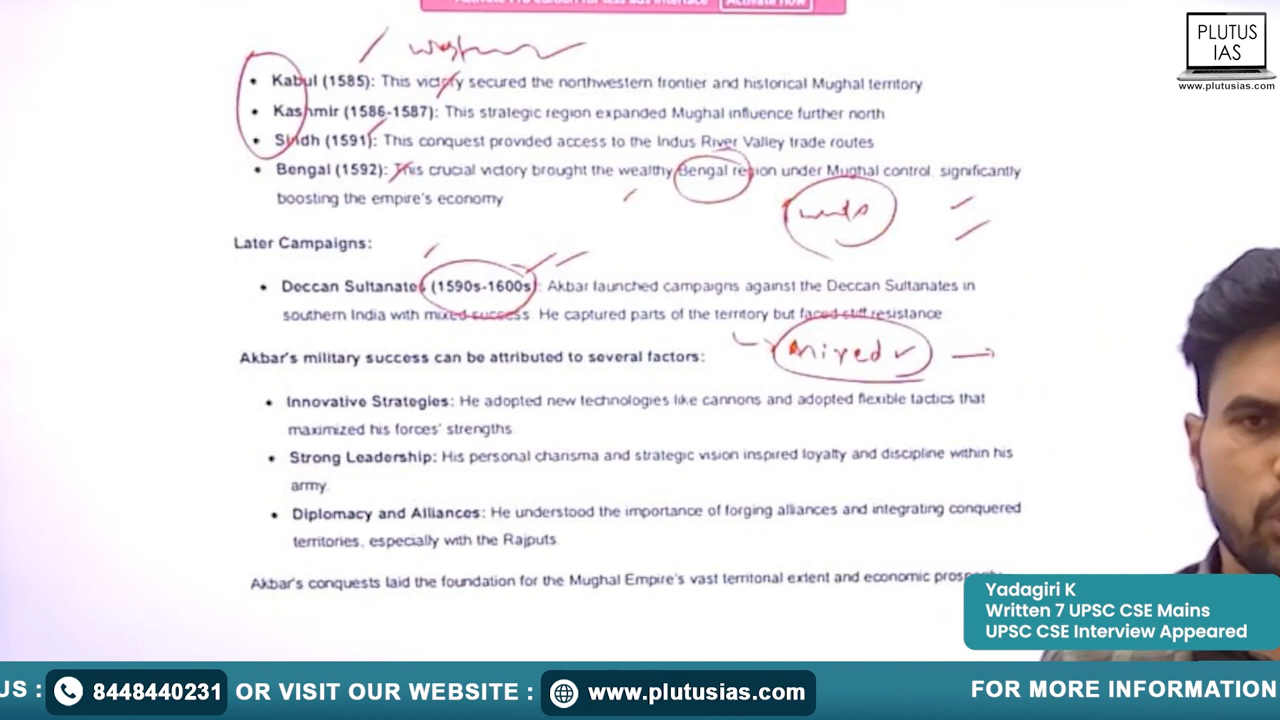 Activate Pro edition for less ads interface Activate now
PLUTUS
IAS
www.plutusias.com
• Kabul (1585): This victory secured the northwestern frontier and historical Mughal territory
• Kashmir (1586-1587): This strategic region expanded Mughal influence further north
• Sindh (1591): This conquest provided access to the Indus River Valley trade routes
• Bengal (1592): This crucial victory brought the wealthy Bengal region under Mughal control, significantly
boosting the empire's economy
Later Campaigns:
• Deccan Sultanates (1590s-1600s): Akbar launched campaigns against the Deccan Sultanates in
southern India with mixed success. He captured parts of the territory but faced stiff resistance
mixed
Akbar's military success can be attributed to several factors:
• Innovative Strategies: He adopted new technologies like cannons and adopted flexible tactics that
maximized his forces' strengths
• Strong Leadership: His personal charisma and strategic vision inspired loyalty and discipline within his
army.
• Diplomacy and Alliances: He understood the importance of forging alliances and integrating conquered
territories, especially with the Rajputs
Akbar's conquests laid the foundation for the Mughal Empire's vast territorial extent and economic
Yadagiri K
Written 7 UPSC CSE Mains
UPSC CSE Interview Appeared
US : 8448440231 OR VISIT OUR WEBSITE : www.plutusias.com FOR MORE INFORMATION